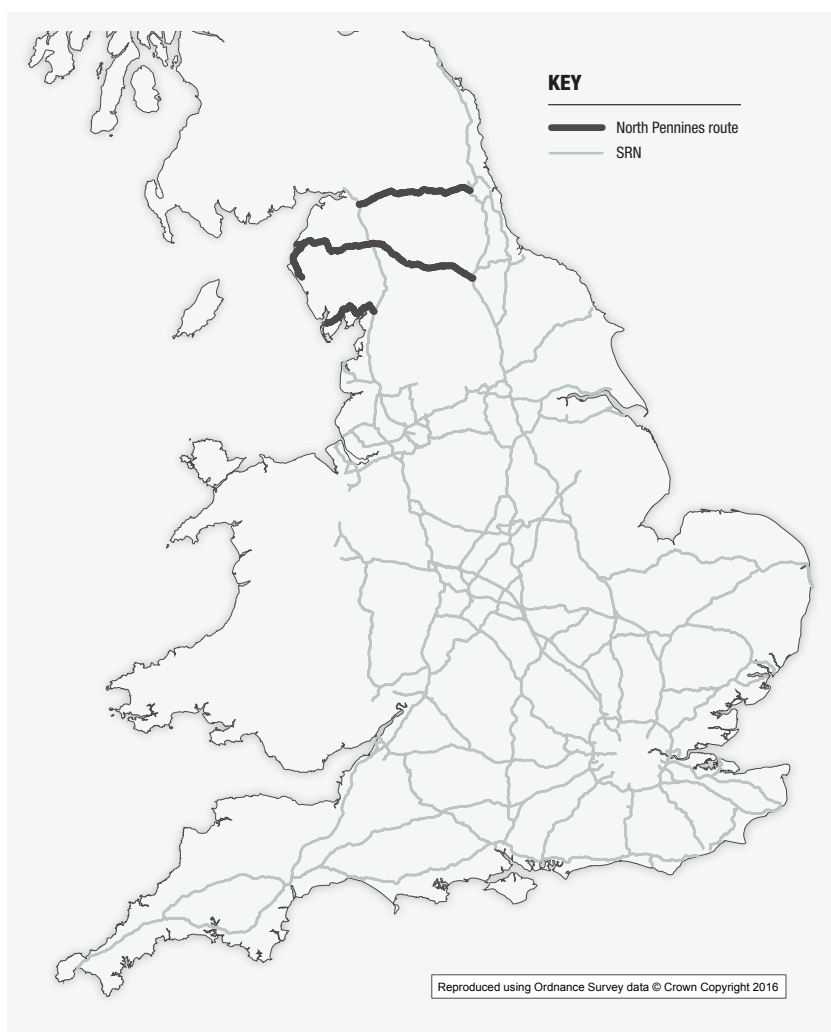 KEY
North Pennines route
SRN
Reproduced using Ordnance Survey data © Crown Copyright 2016